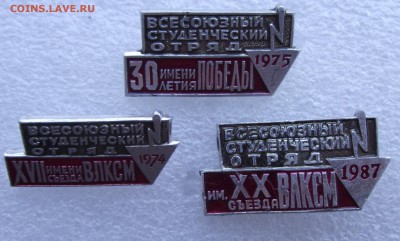 COINS.LAVE.RU
ВСЕСОЮЗНЫЙ
СТУДЕНЧЕСКИЙ
ОТРЯД
30 ИМЕНИ ЛЕТИЯ ПОБЕДЫ 1975
ВСЕСОЮЗНЫЙ
СТУДЕНЧЕСКИЙ
ОТРЯД
XVII ИМЕНИ СЪЕЗДА ВЛКСМ 1974
ВСЕСОЮЗНЫЙ
СТУДЕНЧЕСКИЙ
ОТРЯД
ИМ. XX СЪЕЗДА ВЛКСМ 1987